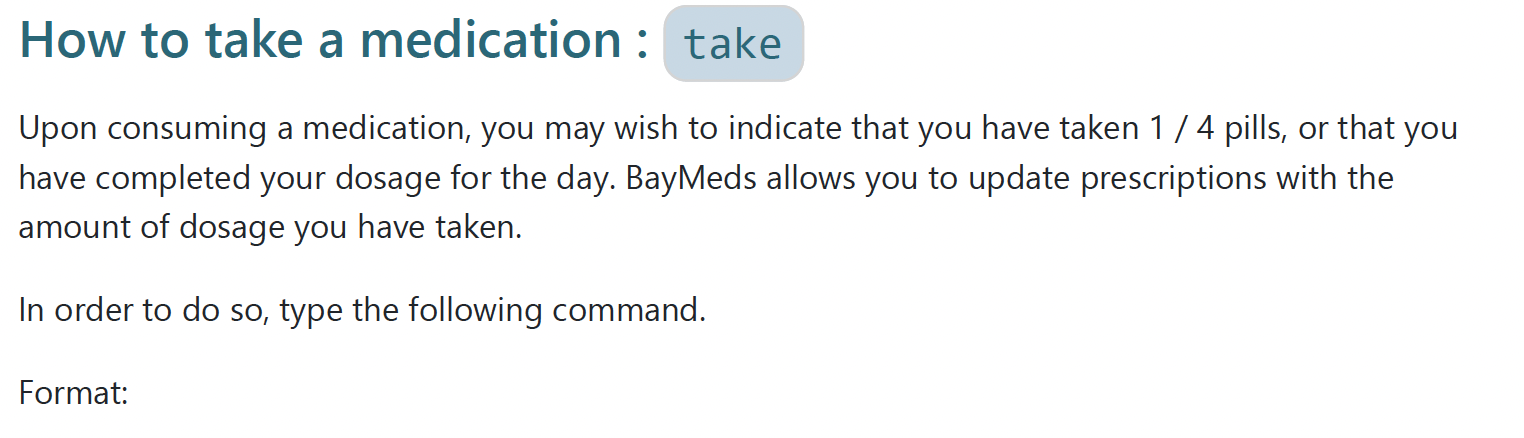 How to take a medication : take
Upon consuming a medication, you may wish to indicate that you have taken 1 / 4 pills, or that you
have completed your dosage for the day. BayMeds allows you to update prescriptions with the
amount of dosage you have taken.
In order to do so, type the following command.
Format: